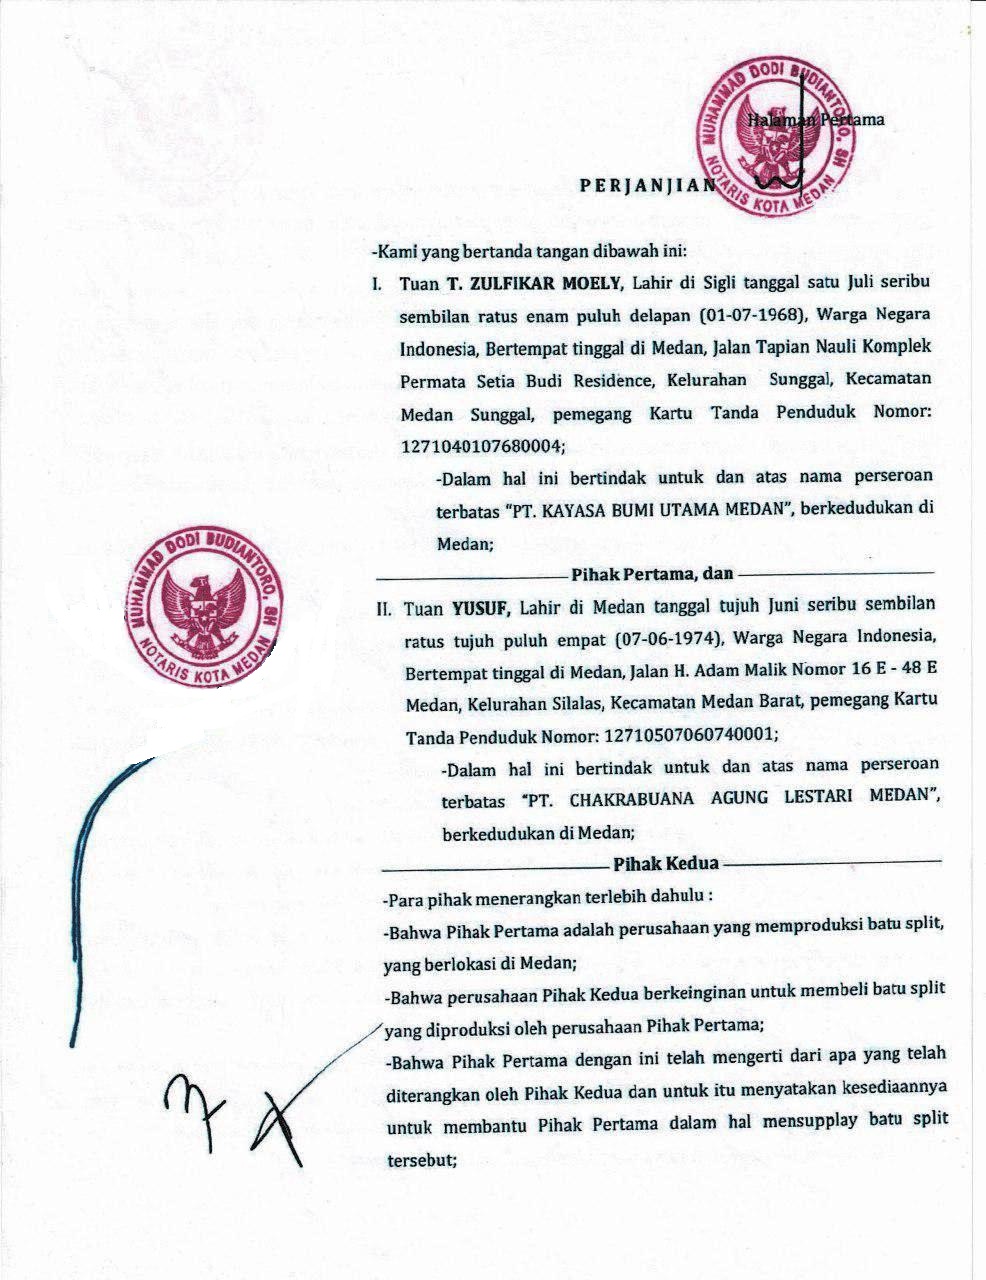 MUHAMMAD DODI BUDIANTORO, SH
NOTARIS KOTA MEDAN
Halaman Pertama
PERJANJIAN
-Kami yang bertanda tangan dibawah ini:
I. Tuan T. ZULFIKAR MOELY, Lahir di Sigli tanggal satu Juli seribu
sembilan ratus enam puluh delapan (01-07-1968), Warga Negara
Indonesia, Bertempat tinggal di Medan, Jalan Tapian Nauli Komplek
Permata Setia Budi Residence, Kelurahan Sunggal, Kecamatan
Medan Sunggal, pemegang Kartu Tanda Penduduk Nomor:
1271040107680004;
-Dalam hal ini bertindak untuk dan atas nama perseroan
terbatas "PT. KAYASA BUMI UTAMA MEDAN", berkedudukan di
Medan;
Pihak Pertama, dan
MUHAMMAD DODI BUDIANTORO, SH
NOTARIS KOTA MEDAN
II. Tuan YUSUF, Lahir di Medan tanggal tujuh Juni seribu sembilan
ratus tujuh puluh empat (07-06-1974), Warga Negara Indonesia,
Bertempat tinggal di Medan, Jalan H. Adam Malik Nomor 16 E - 48 E
Medan, Kelurahan Silalas, Kecamatan Medan Barat, pemegang Kartu
Tanda Penduduk Nomor: 12710507060740001;
-Dalam hal ini bertindak untuk dan atas nama perseroan
terbatas "PT. CHAKRABUANA AGUNG LESTARI MEDAN",
berkedudukan di Medan;
Pihak Kedua
-Para pihak menerangkan terlebih dahulu :
-Bahwa Pihak Pertama adalah perusahaan yang memproduksi batu split,
yang berlokasi di Medan;
-Bahwa perusahaan Pihak Kedua berkeinginan untuk membeli batu split
yang diproduksi oleh perusahaan Pihak Pertama;
-Bahwa Pihak Pertama dengan ini telah mengerti dari apa yang telah
diterangkan oleh Pihak Kedua dan untuk itu menyatakan kesediaannya
untuk membantu Pihak Pertama dalam hal mensupplay batu split
tersebut;